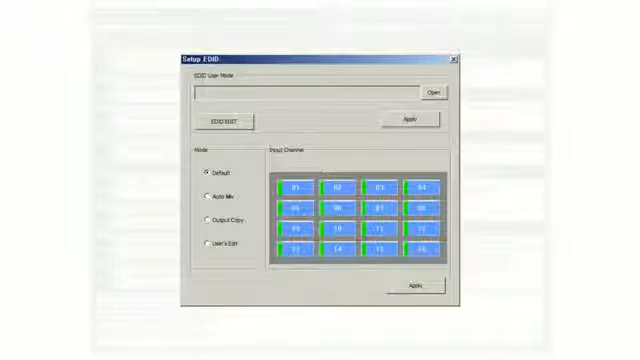 Setup EDID
EDID User Mode
Open
EDID EDIT
Apply
Mode
Input Channel
Default
Auto Mix
Output Copy
User's Edit
01 02 03 04
05 06 07 08
09 10 11 12
13 14 15 16
Apply